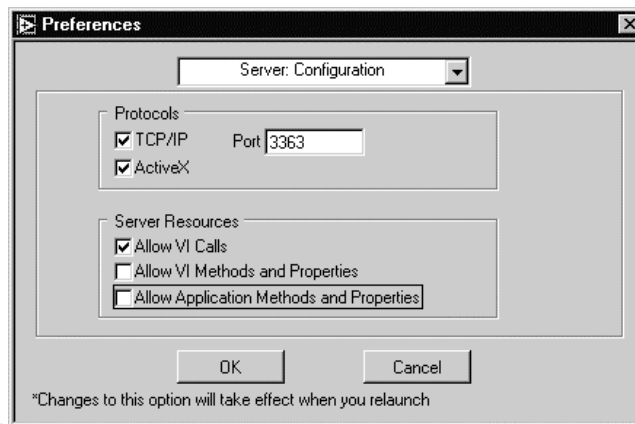 Preferences
Server: Configuration
Protocols
TCP/IP Port 3363
ActiveX
Server Resources
Allow VI Calls
Allow VI Methods and Properties
Allow Application Methods and Properties
OK Cancel
*Changes to this option will take effect when you relaunch